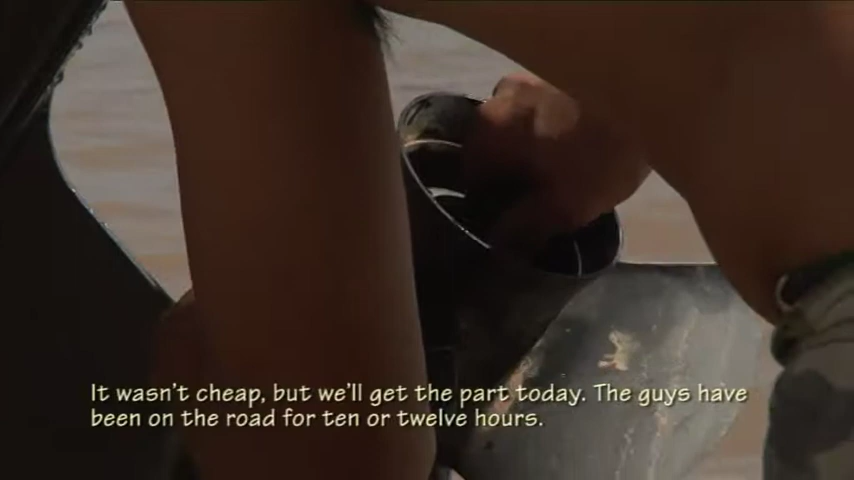 It wasn't cheap, but we'll get the part today. The guys have
been on the road for ten or twelve hours.